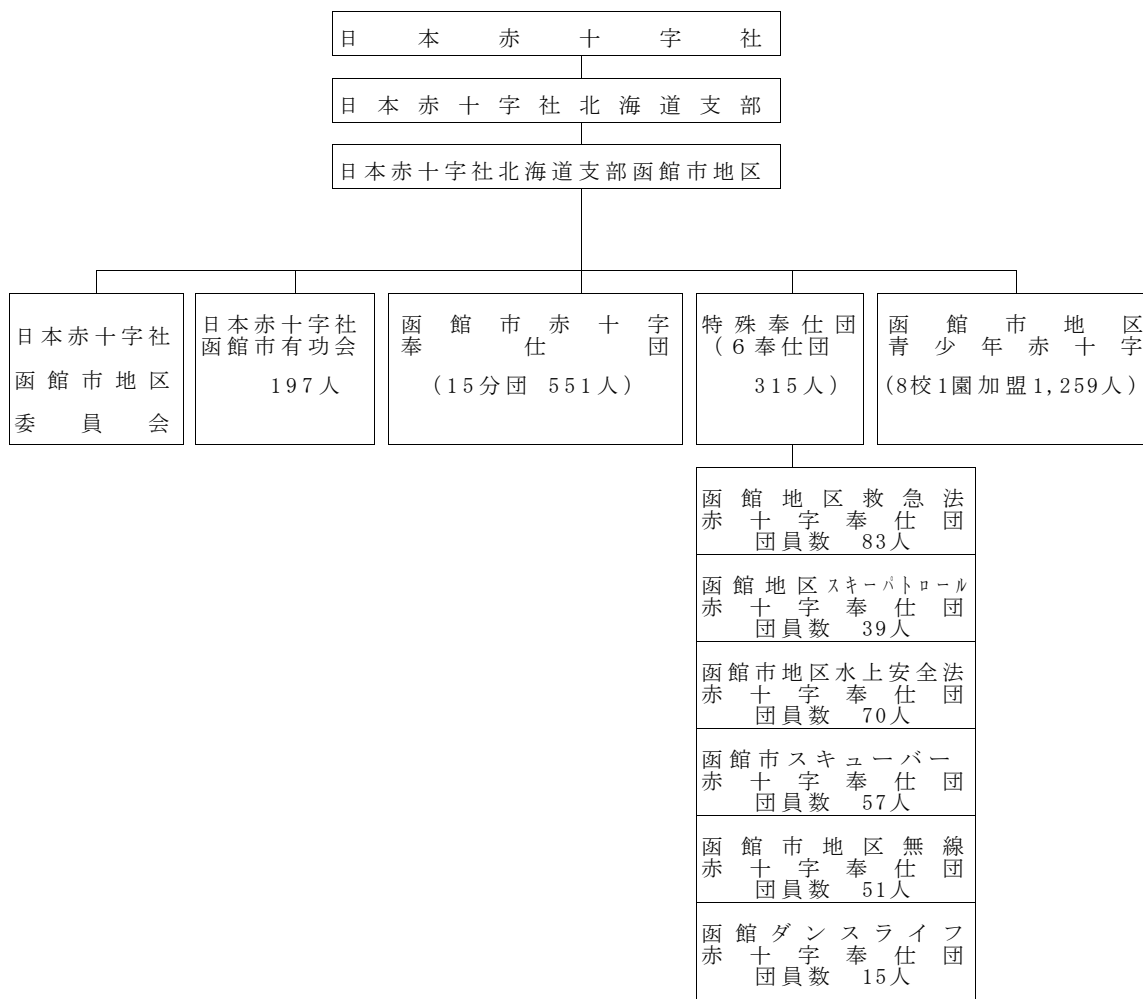 日本赤十字社
日本赤十字社北海道支部
日本赤十字社北海道支部函館市地区
日本赤十字社
函館市地区
委員会
日本赤十字社
函館市有功会
197人
函館市赤十字
奉仕団
(15分団 551人)
特殊奉仕団
(6奉仕団
315人)
函館市地区
青少年赤十字
(8校1園加盟1,259人)
函館地区救急法
赤十字奉仕団
団員数 83人
函館地区スキーパトロール
赤十字奉仕団
団員数 39人
函館市地区水上安全法
赤十字奉仕団
団員数 70人
函館市スキューバー
赤十字奉仕団
団員数 57人
函館市地区無線
赤十字奉仕団
団員数 51人
函館ダンスライフ
赤十字奉仕団
団員数 15人